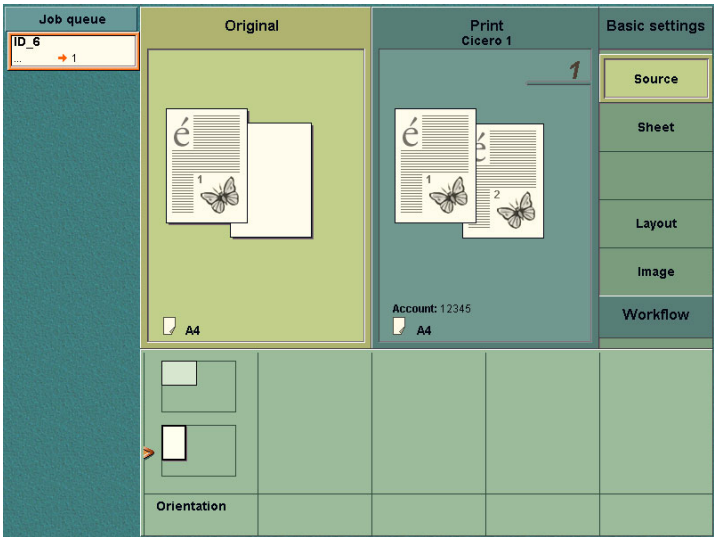 Job queue
ID_6
... 1
Original
é
1
A4
Print
Cicero 1
1
é
1
é
2
Account: 12345
A4
Basic settings
Source
Sheet
Layout
Image
Workflow
Orientation